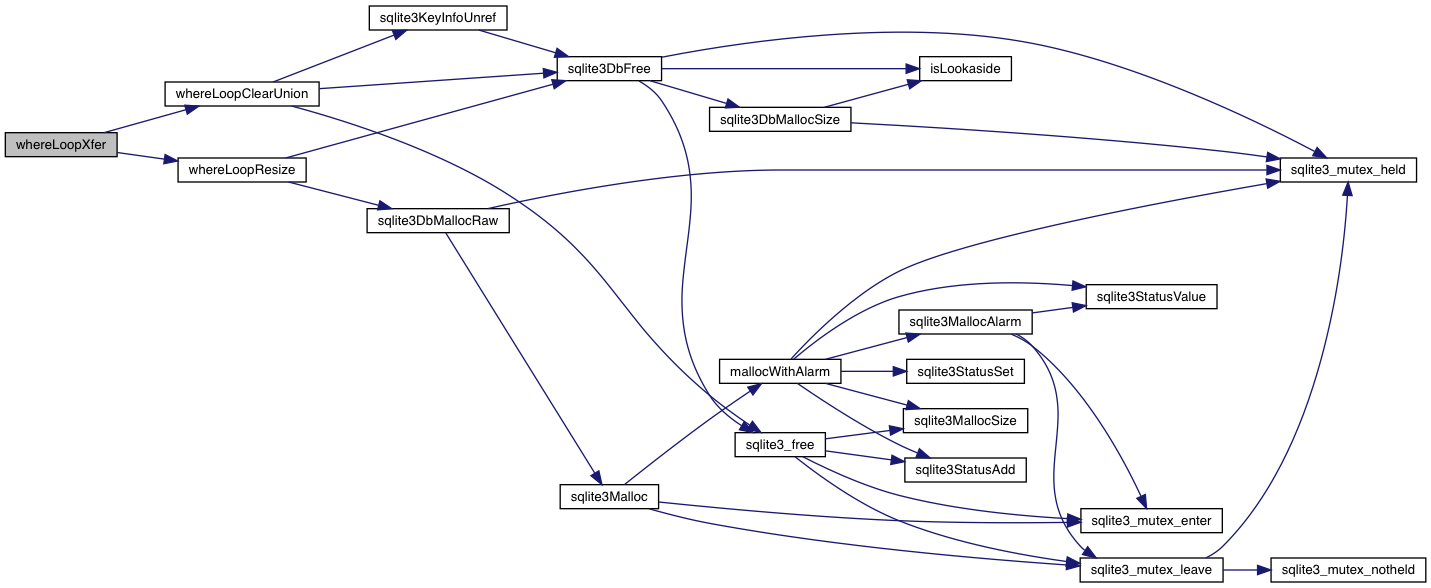 sqlite3KeyInfoUnref
sqlite3DbFree
isLookaside
whereLoopClearUnion
sqlite3DbMallocSize
whereLoopXfer
whereLoopResize
sqlite3_mutex_held
sqlite3DbMallocRaw
sqlite3StatusValue
sqlite3MallocAlarm
mallocWithAlarm
sqlite3StatusSet
sqlite3MallocSize
sqlite3_free
sqlite3StatusAdd
sqlite3Malloc
sqlite3_mutex_enter
sqlite3_mutex_leave
sqlite3_mutex_notheld